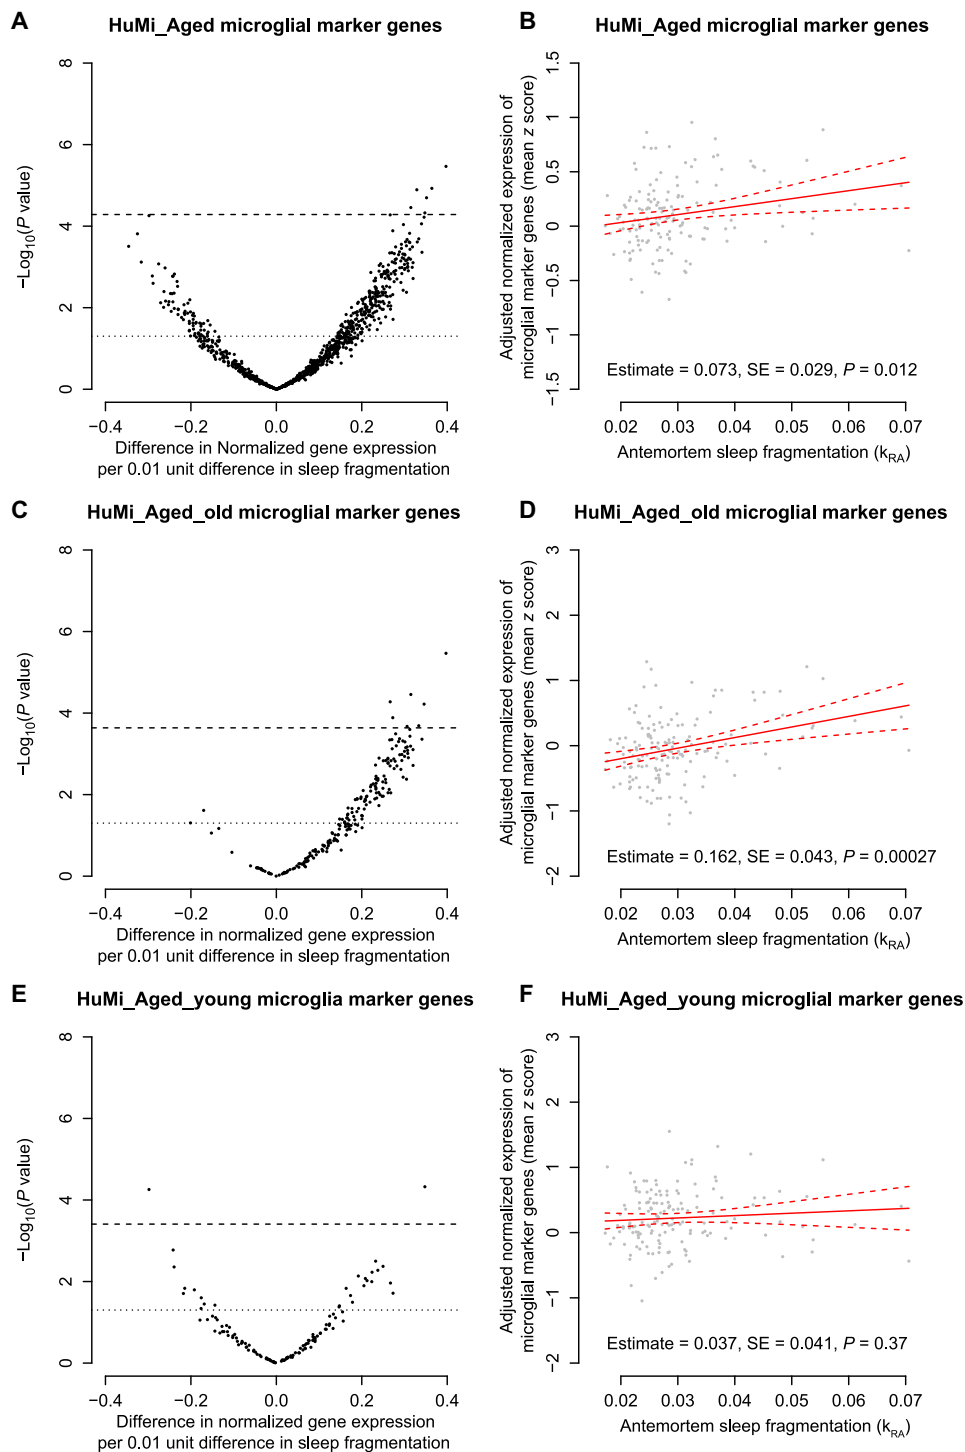 A
HuMi_Aged microglial marker genes
8
6
4
2
0
−Log10(P value)
−0.4
−0.2
0.0
0.2
0.4
Difference in Normalized gene expression
per 0.01 unit difference in sleep fragmentation
B
HuMi_Aged microglial marker genes
1.5
1
0.5
0
−0.5
−1
−1.5
Adjusted normalized expression of
microglial marker genes (mean z score)
Estimate = 0.073, SE = 0.029, P = 0.012
0.02
0.03
0.04
0.05
0.06
0.07
Antemortem sleep fragmentation (kRA)
C
HuMi_Aged_old microglial marker genes
8
6
4
2
0
−Log10(P value)
−0.4
−0.2
0.0
0.2
0.4
Difference in normalized gene expression
per 0.01 unit difference in sleep fragmentation
D
HuMi_Aged_old microglial marker genes
3
2
1
0
−1
−2
Adjusted normalized expression of
microglial marker genes (mean z score)
Estimate = 0.162, SE = 0.043, P = 0.00027
0.02
0.03
0.04
0.05
0.06
0.07
Antemortem sleep fragmentation (kRA)
E
HuMi_Aged_young microglia marker genes
8
6
4
2
0
−Log10(P value)
−0.4
−0.2
0.0
0.2
0.4
Difference in normalized gene expression
per 0.01 unit difference in sleep fragmentation
F
HuMi_Aged_young microglial marker genes
3
2
1
0
−1
−2
Adjusted normalized expression of
microglial marker genes (mean z score)
Estimate = 0.037, SE = 0.041, P = 0.37
0.02
0.03
0.04
0.05
0.06
0.07
Antemortem sleep fragmentation (kRA)